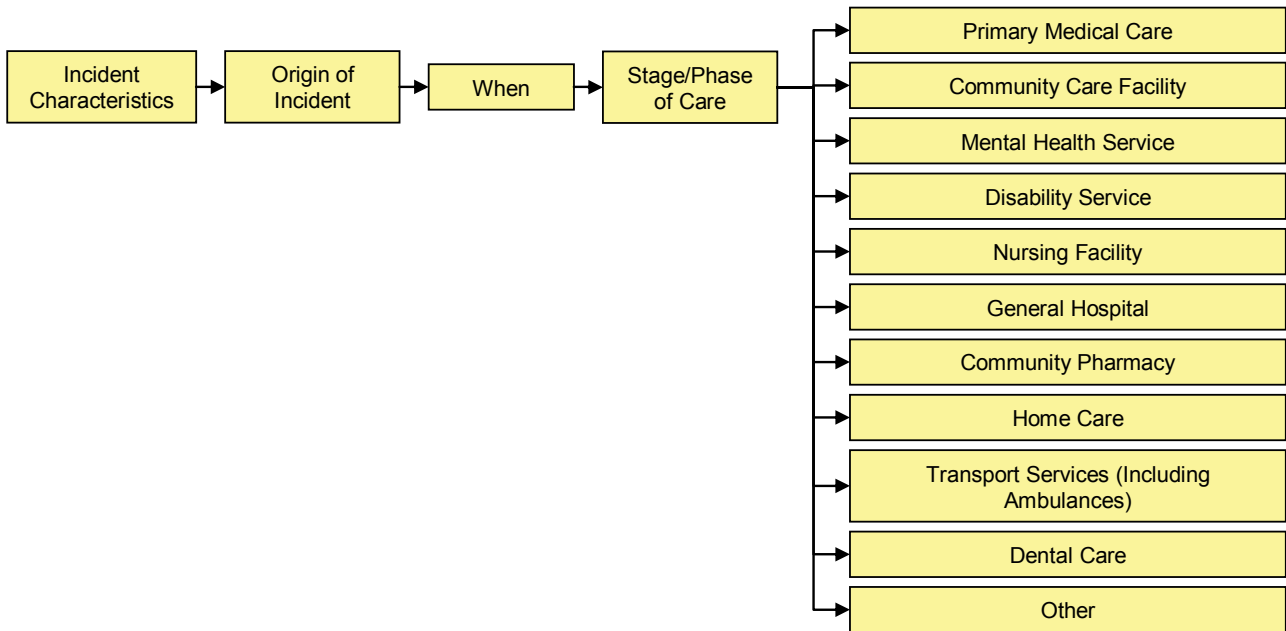 Incident
Characteristics
Origin of
Incident
When
Stage/Phase
of Care
Primary Medical Care
Community Care Facility
Mental Health Service
Disability Service
Nursing Facility
General Hospital
Community Pharmacy
Home Care
Transport Services (Including
Ambulances)
Dental Care
Other